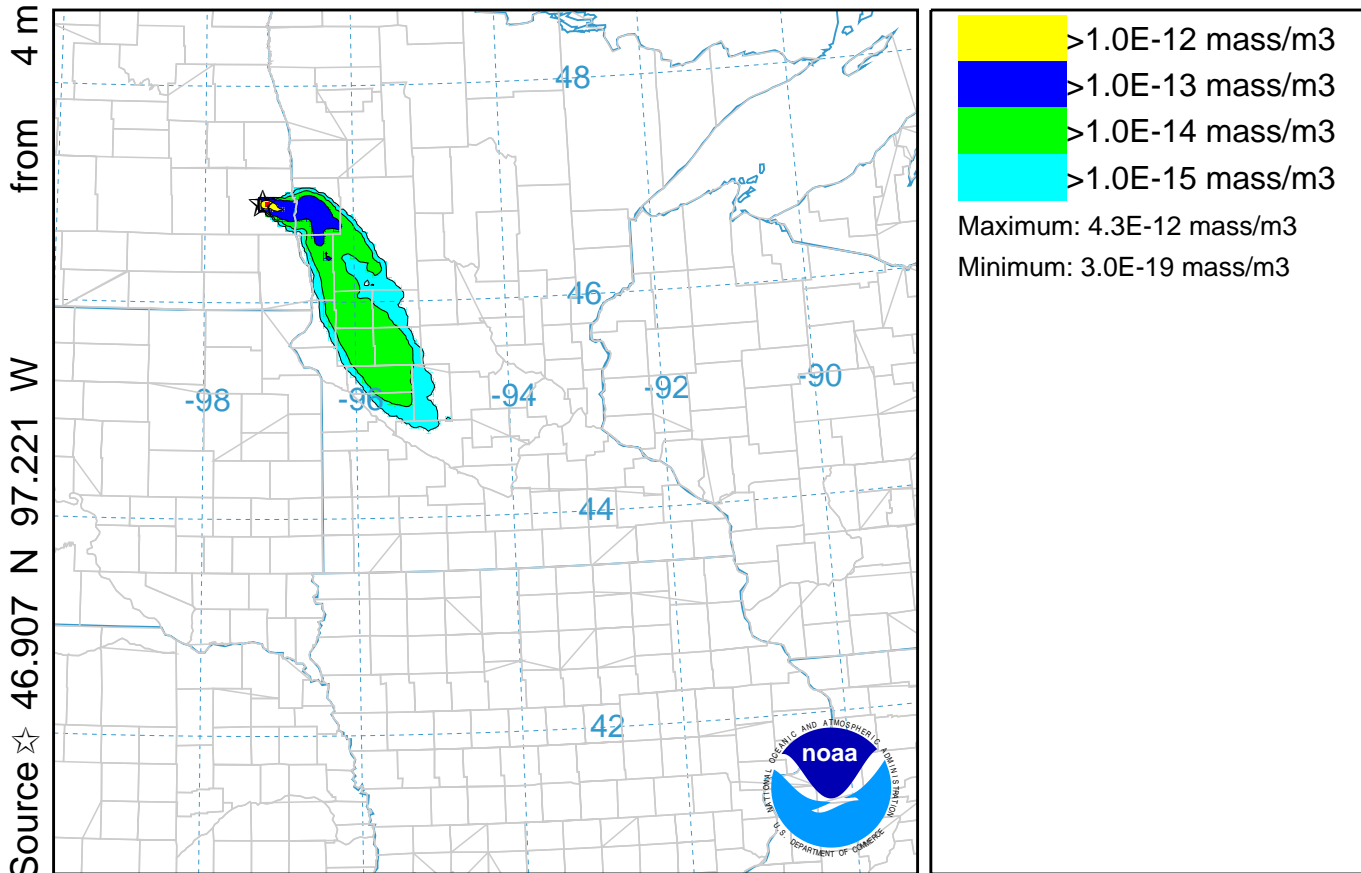 Source ☆ 46.907 N 97.221 W from 4 m
48
46
-98
-96
-94
-92
-90
44
42
NATIONAL OCEANIC AND ATMOSPHERIC ADMINISTRATION
noaa
U.S. DEPARTMENT OF COMMERCE
>1.0E-12 mass/m3
>1.0E-13 mass/m3
>1.0E-14 mass/m3
>1.0E-15 mass/m3
Maximum: 4.3E-12 mass/m3
Minimum: 3.0E-19 mass/m3